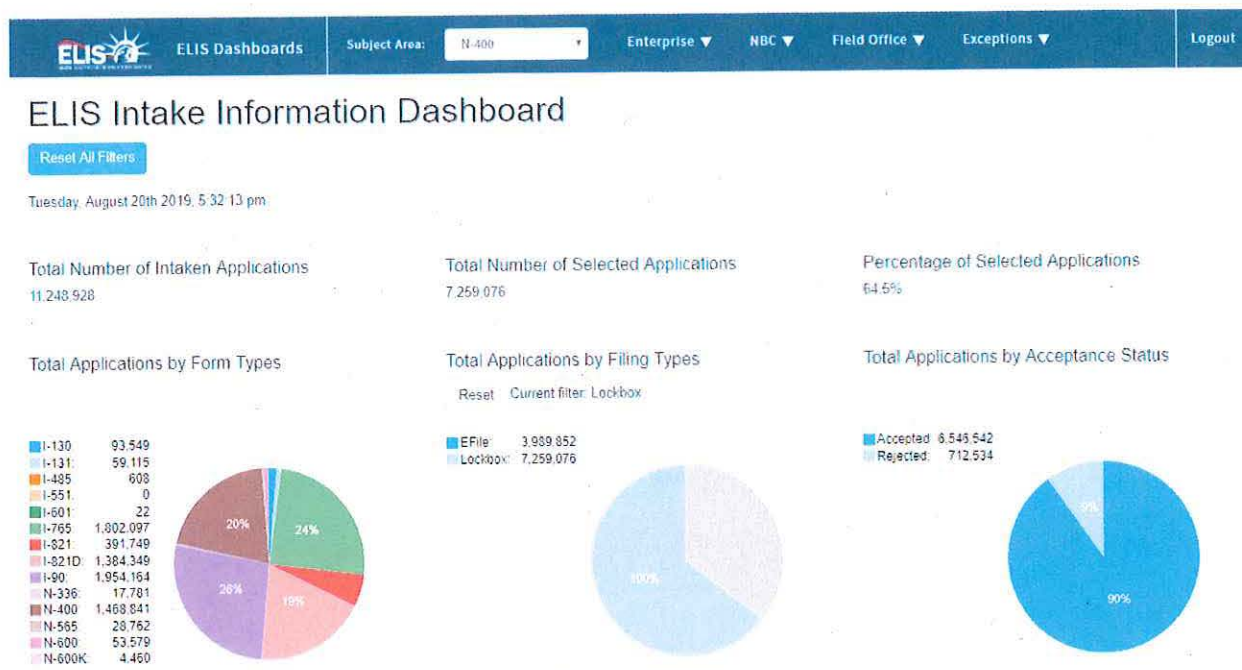 ELIS ELIS Dashboards Subject Area: N-400 Enterprise ▼ NBC ▼ Field Office ▼ Exceptions ▼ Logout
ELIS Intake Information Dashboard
Reset All Filters
Tuesday, August 20th 2019, 5:32:13 pm
Total Number of Intaken Applications
11,248,928
Total Number of Selected Applications
7,259,076
Percentage of Selected Applications
64.5%
Total Applications by Form Types
I-130: 93,549
I-131: 59,115
I-485: 608
I-551: 0
I-601: 22
I-765: 1,802,097
I-821: 391,749
I-821D: 1,384,349
I-90: 1,954,164
N-336: 17,781
N-400: 1,468,841
N-565: 28,762
N-600: 53,579
N-600K: 4,460
20%
24%
26%
19%
Total Applications by Filing Types
Reset Current filter: Lockbox
EFile: 3,989,852
Lockbox: 7,259,076
100%
Total Applications by Acceptance Status
Accepted: 6,546,542
Rejected: 712,534
9%
90%